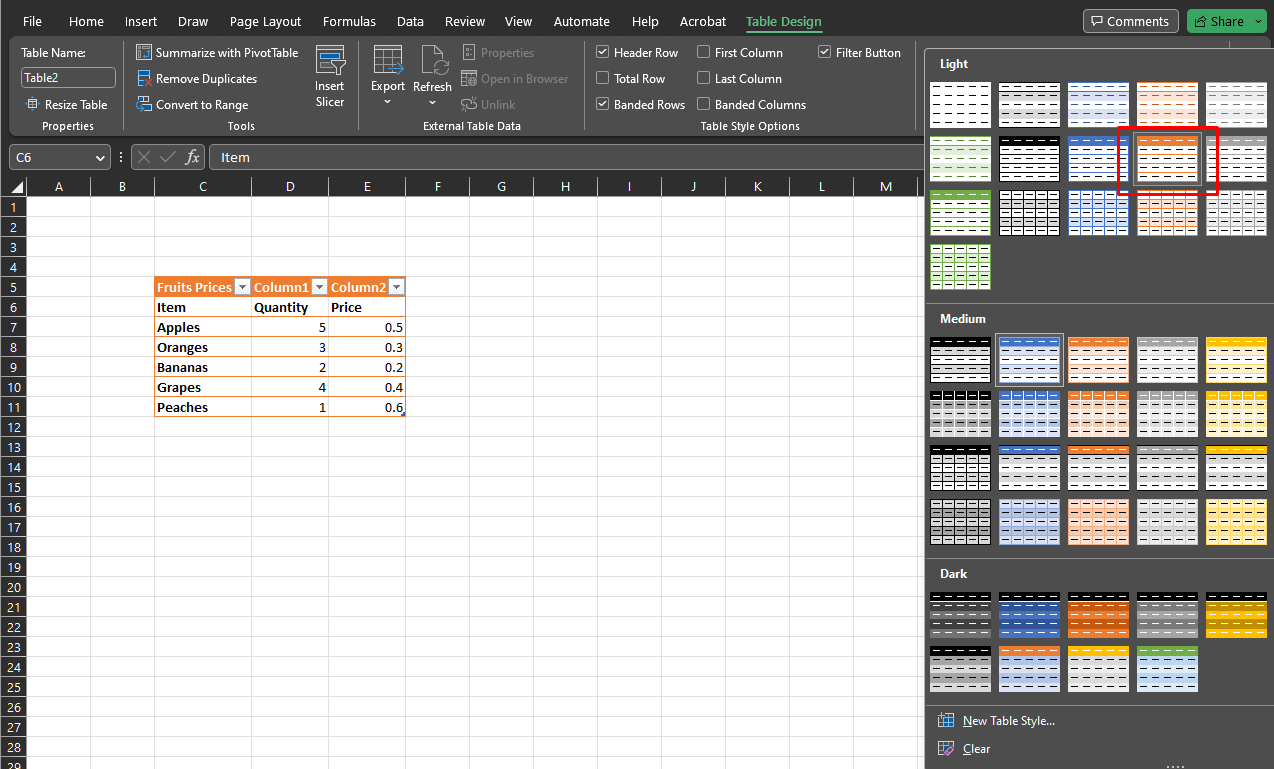 File Home Insert Draw Page Layout Formulas Data Review View Automate Help Acrobat Table Design Comments Share
Table Name:
Table2
Resize Table
Properties
Summarize with PivotTable
Remove Duplicates
Convert to Range
Insert
Slicer
Tools
Export
Refresh
Properties
Open in Browser
Unlink
External Table Data
Header Row First Column Filter Button
Total Row Last Column
Banded Rows Banded Columns
Table Style Options
C6 fx Item
A B C D E F G H I J K L M
1
2
3
4
5 Fruits Prices Column1 Column2
6 Item Quantity Price
7 Apples 5 0.5
8 Oranges 3 0.3
9 Bananas 2 0.2
10 Grapes 4 0.4
11 Peaches 1 0.6
12
13
14
15
16
17
18
19
20
21
22
23
24
25
26
27
28
29
Light
Medium
Dark
New Table Style...
Clear